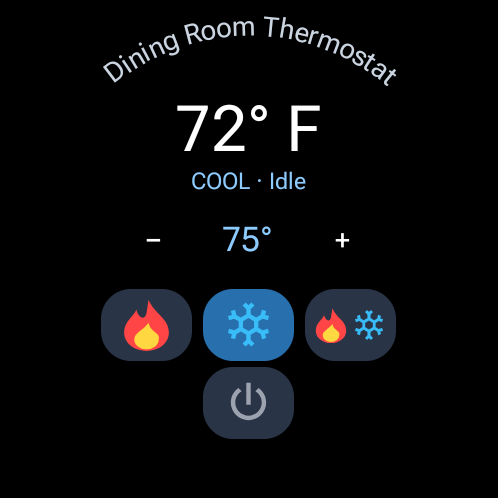 Dining Room Thermostat
72° F
COOL · Idle
− 75° +